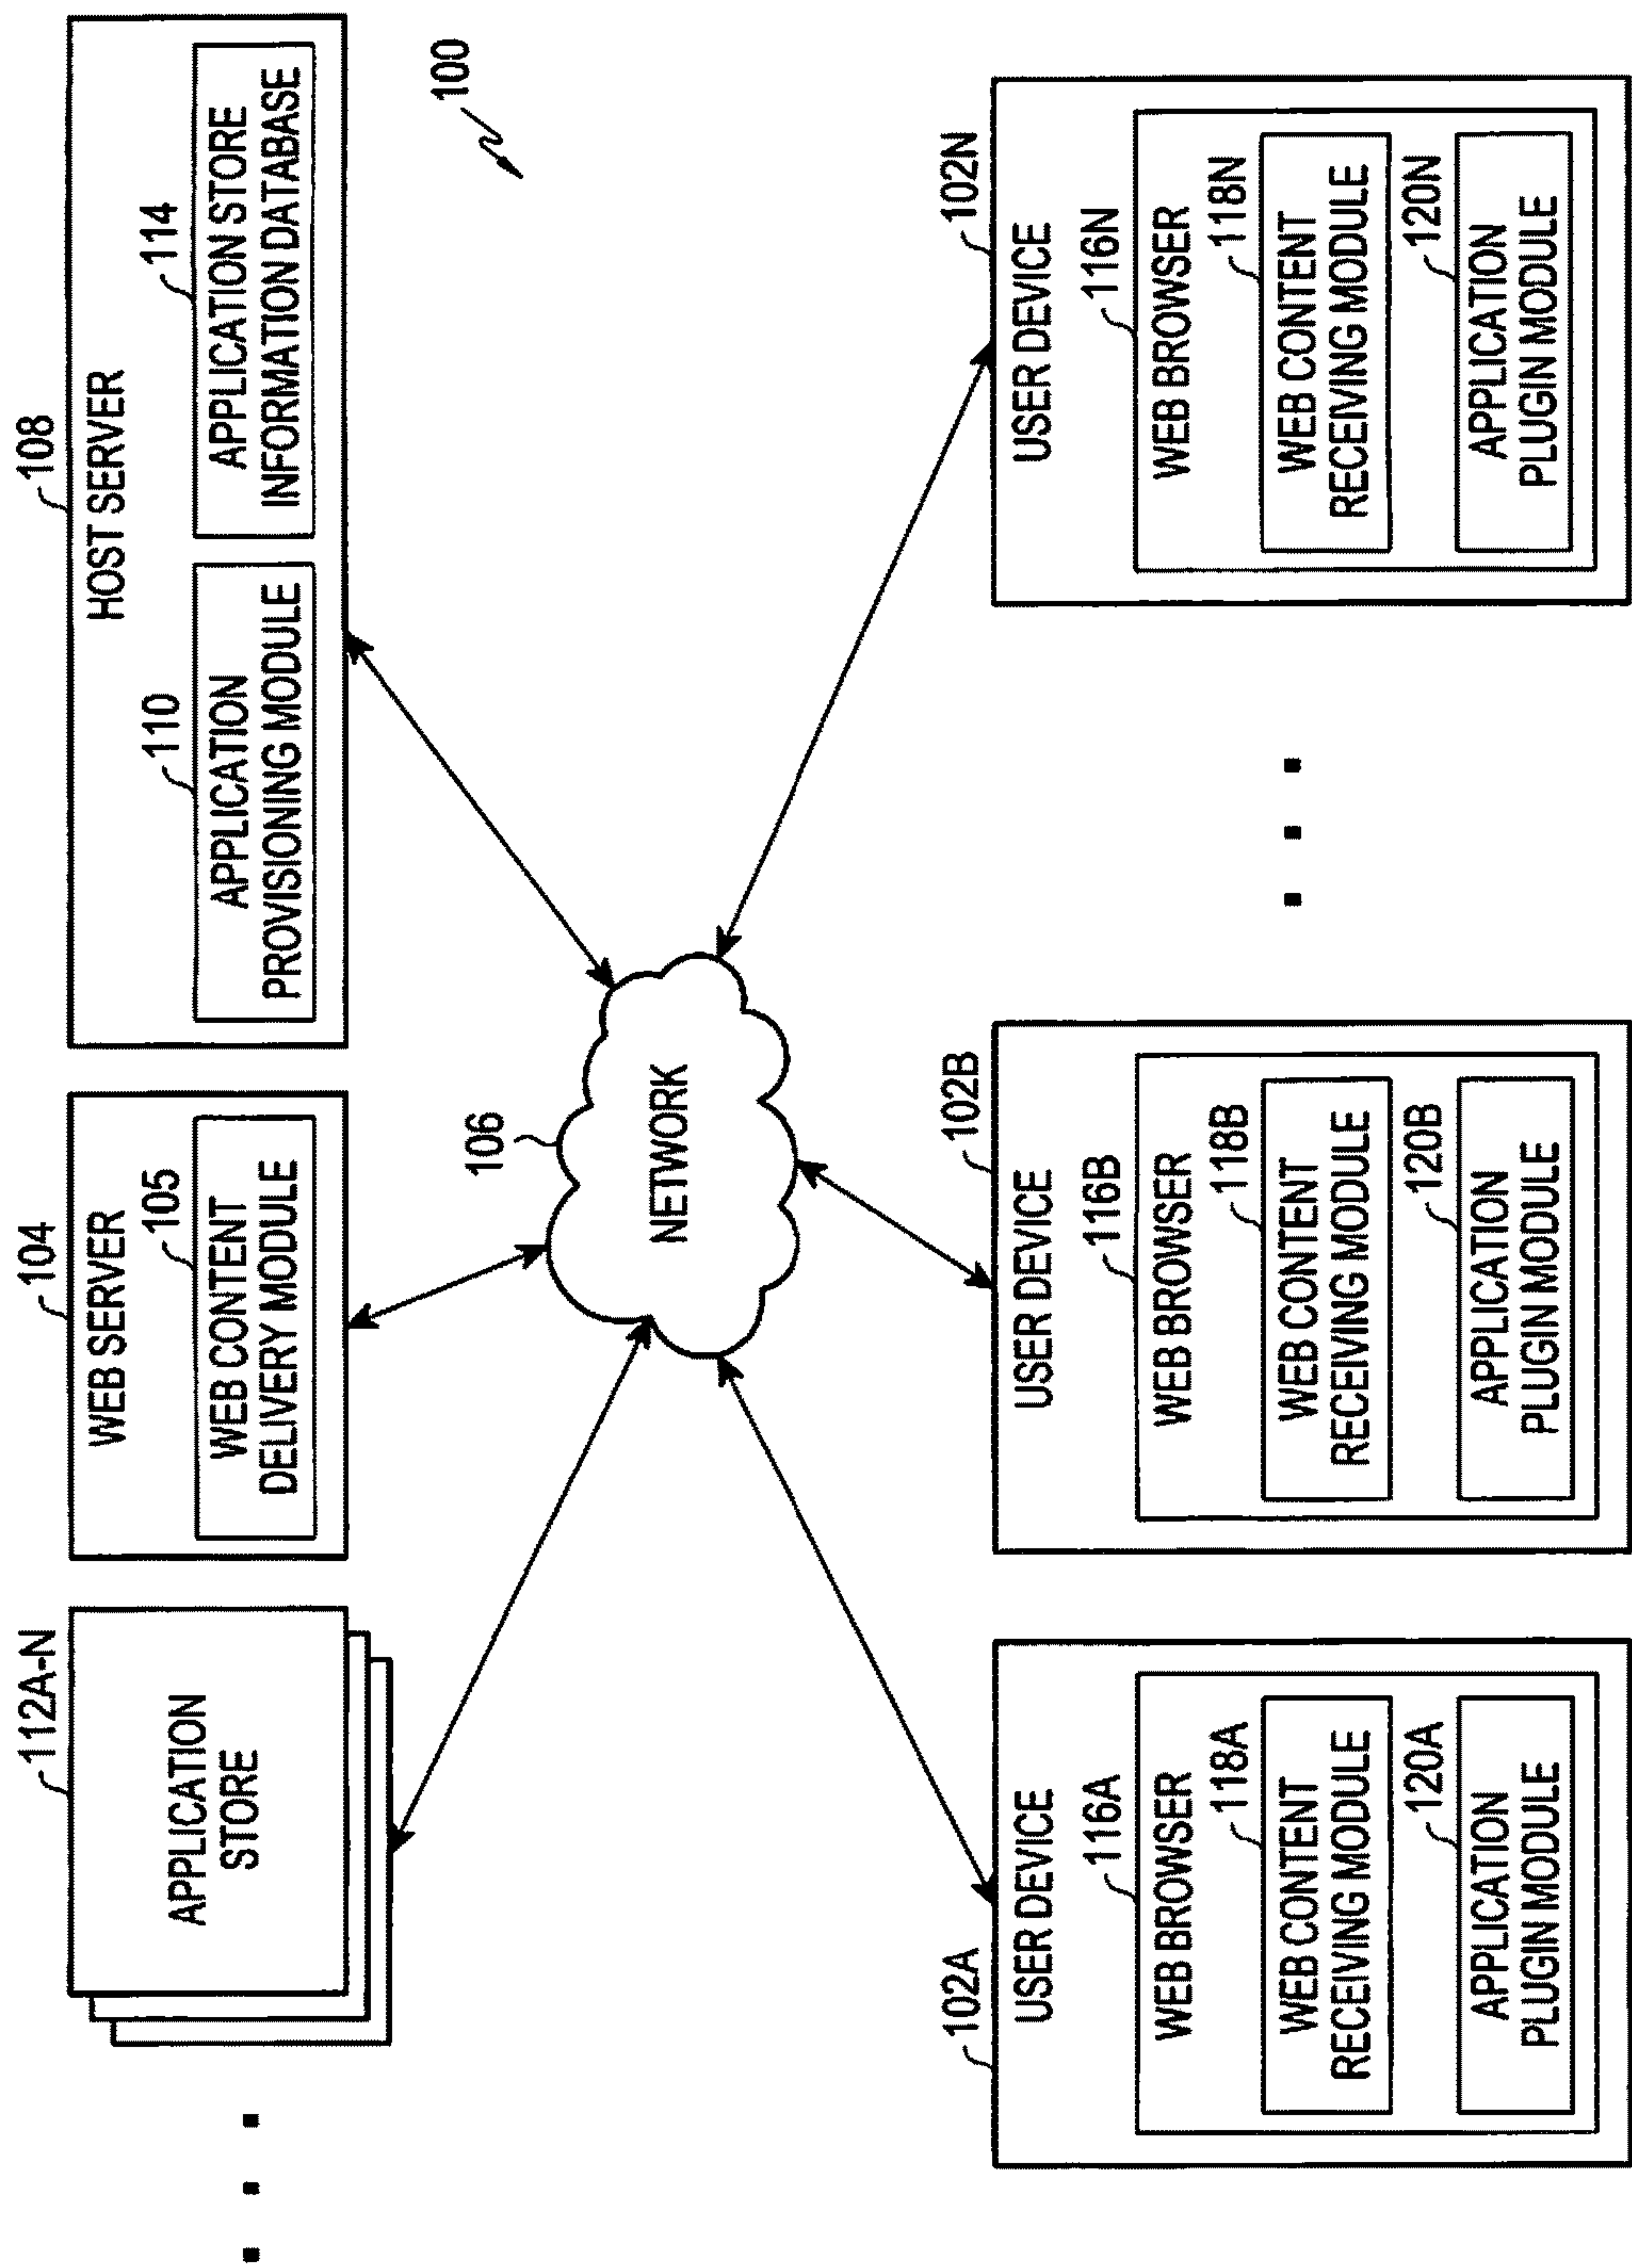 112A-N
APPLICATION
STORE
104
WEB SERVER
105
WEB CONTENT
DELIVERY MODULE
108
HOST SERVER
110
APPLICATION
PROVISIONING MODULE
114
APPLICATION STORE
INFORMATION DATABASE
100
106
NETWORK
102A
USER DEVICE
116A
WEB BROWSER
118A
WEB CONTENT
RECEIVING MODULE
120A
APPLICATION
PLUGIN MODULE
102B
USER DEVICE
116B
WEB BROWSER
118B
WEB CONTENT
RECEIVING MODULE
120B
APPLICATION
PLUGIN MODULE
102N
USER DEVICE
116N
WEB BROWSER
118N
WEB CONTENT
RECEIVING MODULE
120N
APPLICATION
PLUGIN MODULE